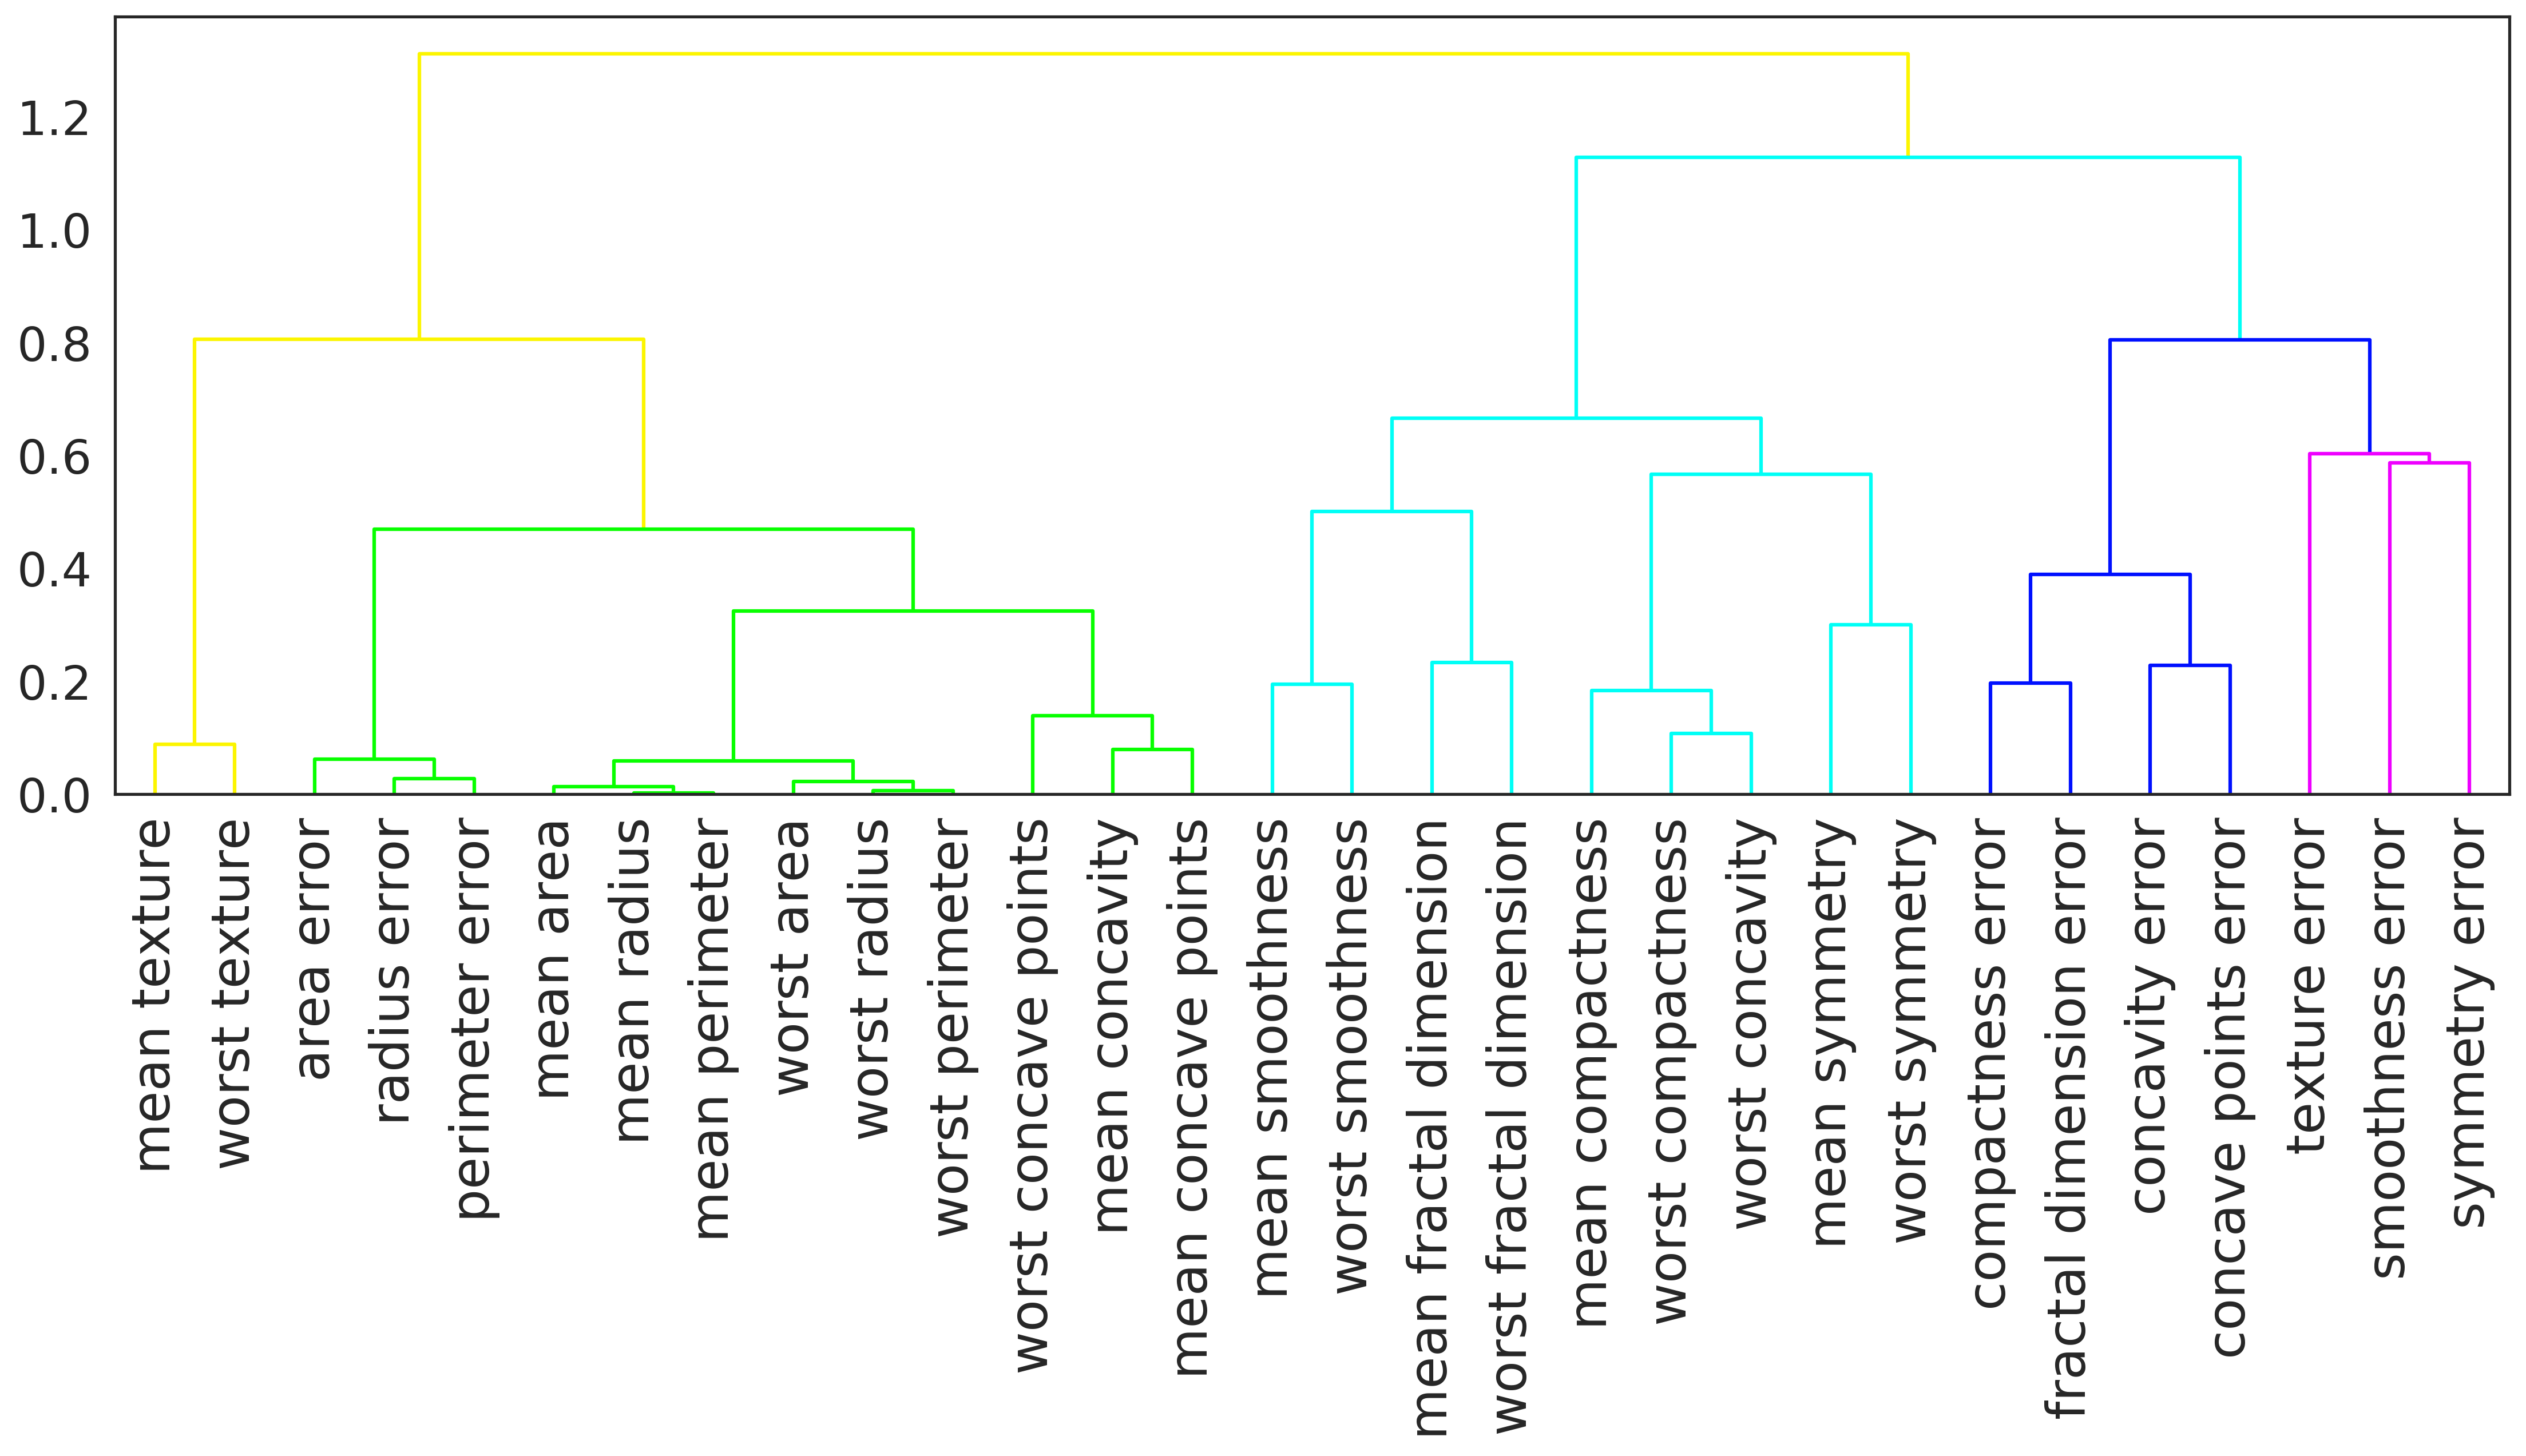 1.2
1.0
0.8
0.6
0.4
0.2
0.0
mean texture
worst texture
area error
radius error
perimeter error
mean area
mean radius
mean perimeter
worst area
worst radius
worst perimeter
worst concave points
mean concavity
mean concave points
mean smoothness
worst smoothness
mean fractal dimension
worst fractal dimension
mean compactness
worst compactness
worst concavity
mean symmetry
worst symmetry
compactness error
fractal dimension error
concavity error
concave points error
texture error
smoothness error
symmetry error